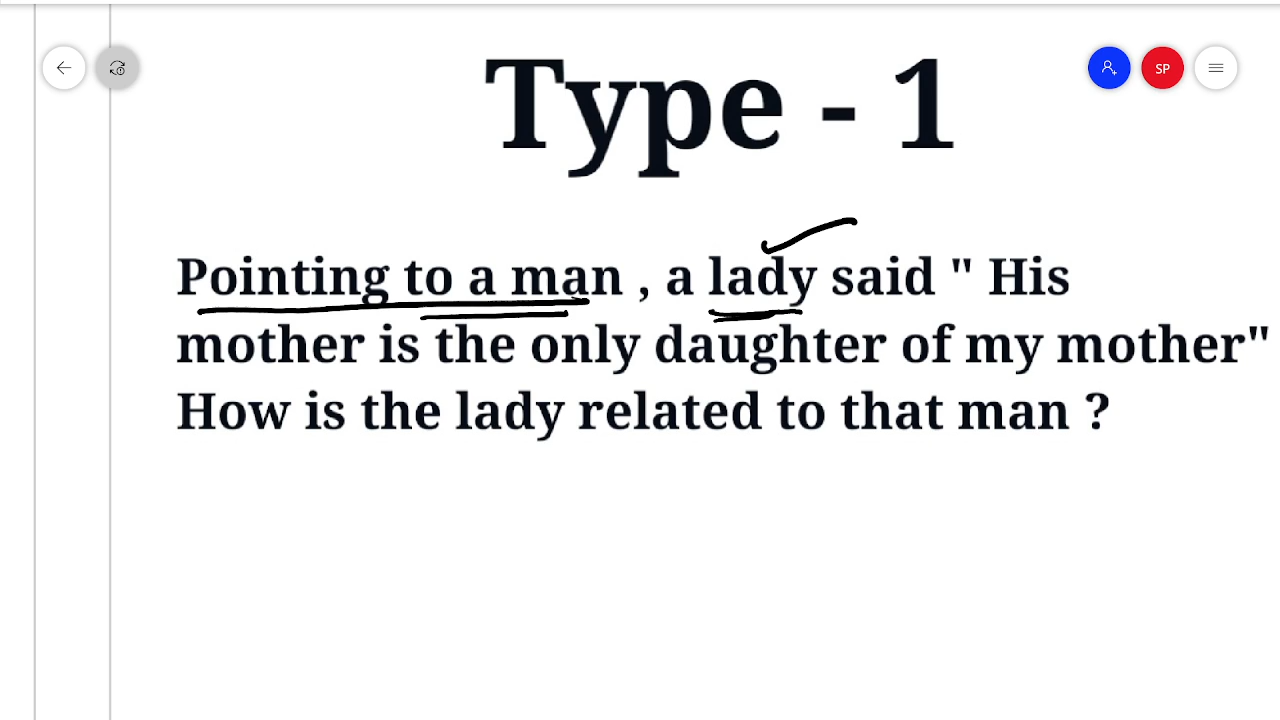 SP
Type - 1
Pointing to a man , a lady said " His
mother is the only daughter of my mother"
How is the lady related to that man ?